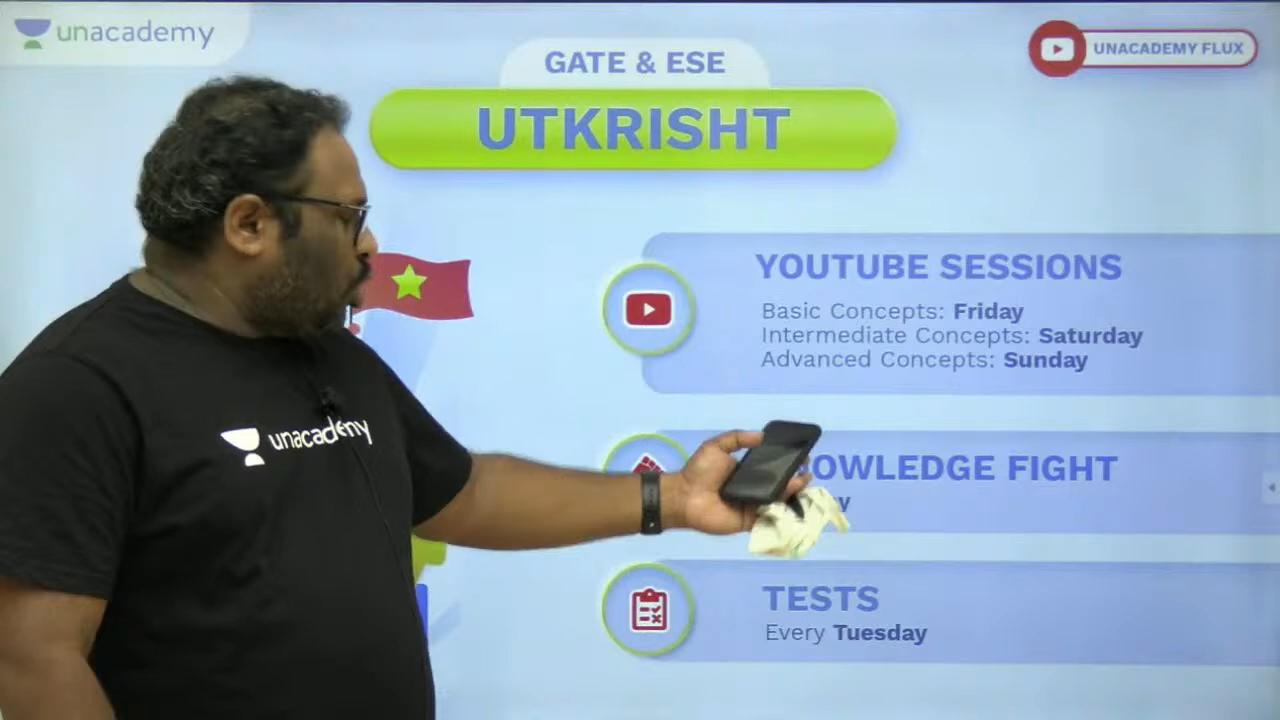 unacademy
GATE & ESE
UNACADEMY FLUX
UTKRISHT
YOUTUBE SESSIONS
Basic Concepts: Friday
Intermediate Concepts: Saturday
Advanced Concepts: Sunday
unacademy
OWLEDGE FIGHT
TESTS
Every Tuesday